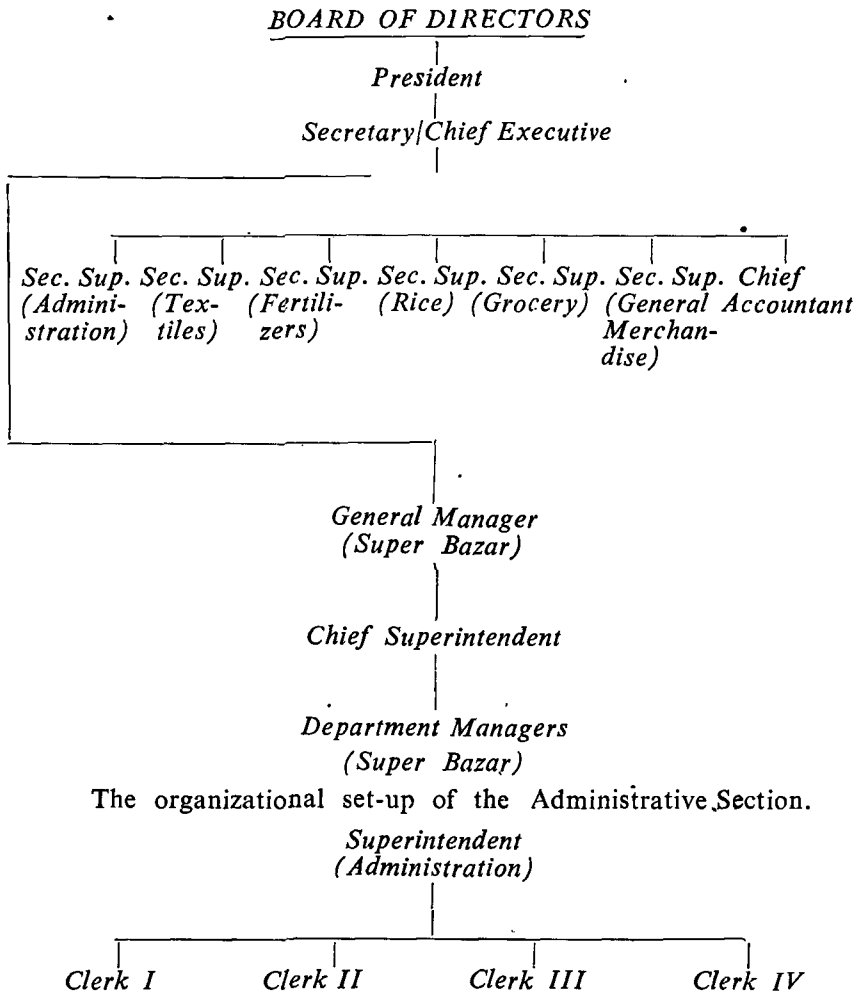 BOARD OF DIRECTORS
President
Secretary/Chief Executive
Sec. Sup. Sec. Sup. Sec. Sup. Sec. Sup. Sec. Sup. Sec. Sup. Chief
(Admini- (Tex- (Fertili- (Rice) (Grocery) (General Accountant
stration) tiles) zers) Merchan-
dise)
General Manager
(Super Bazar)
Chief Superintendent
Department Managers
(Super Bazar)
The organizational set-up of the Administrative Section.
Superintendent
(Administration)
Clerk I Clerk II Clerk III Clerk IV